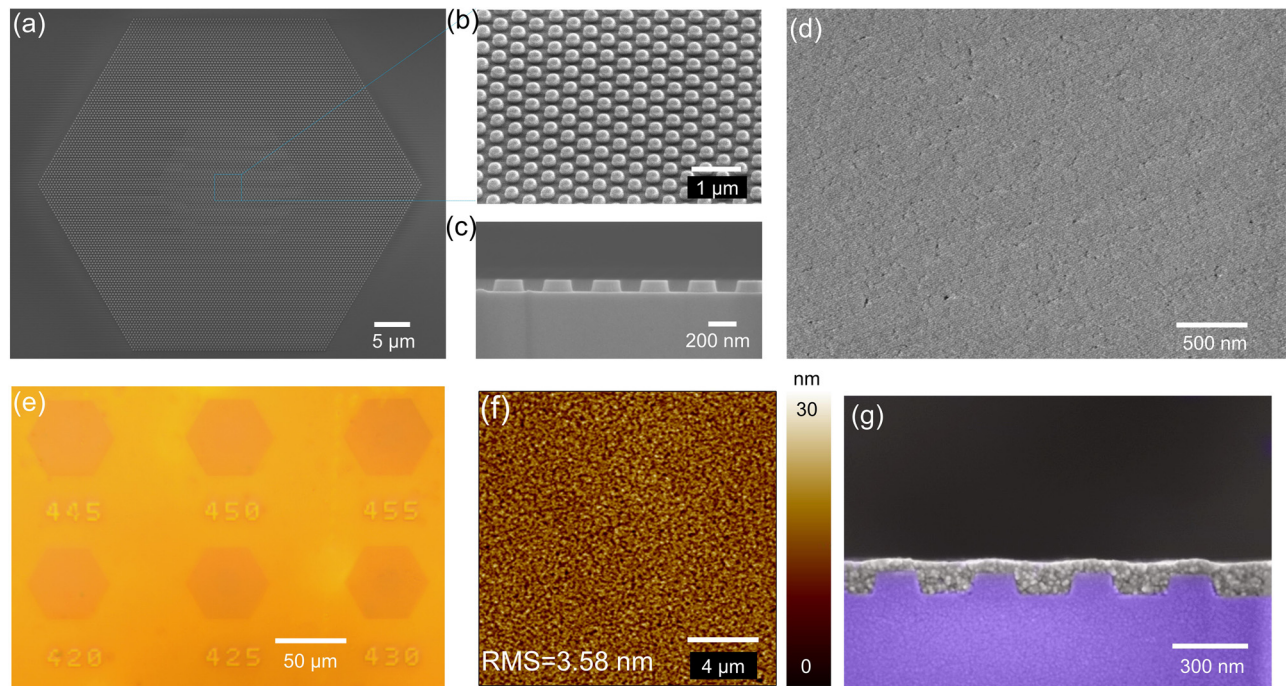 (a)
5 μm
(b)
1 μm
(c)
200 nm
(d)
500 nm
(e)
445 450 455
420 425 430
50 μm
(f)
RMS=3.58 nm
4 μm
nm
30
0
(g)
300 nm